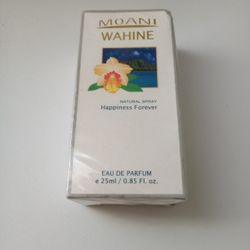 MOANI
WAHINE
NATURAL SPRAY
Happiness Forever
EAU DE PARFUM
e 25ml / 0.85 Fl. oz.